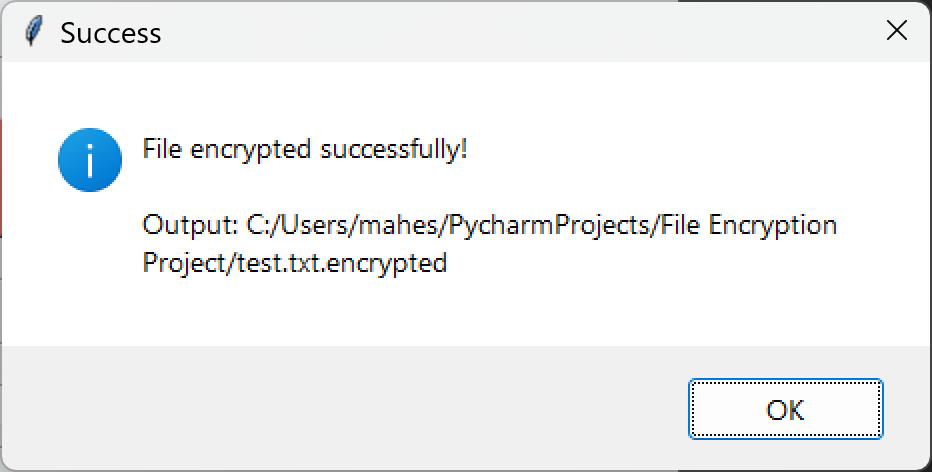 Success
File encrypted successfully!
Output: C:/Users/mahes/PycharmProjects/File Encryption
Project/test.txt.encrypted
OK